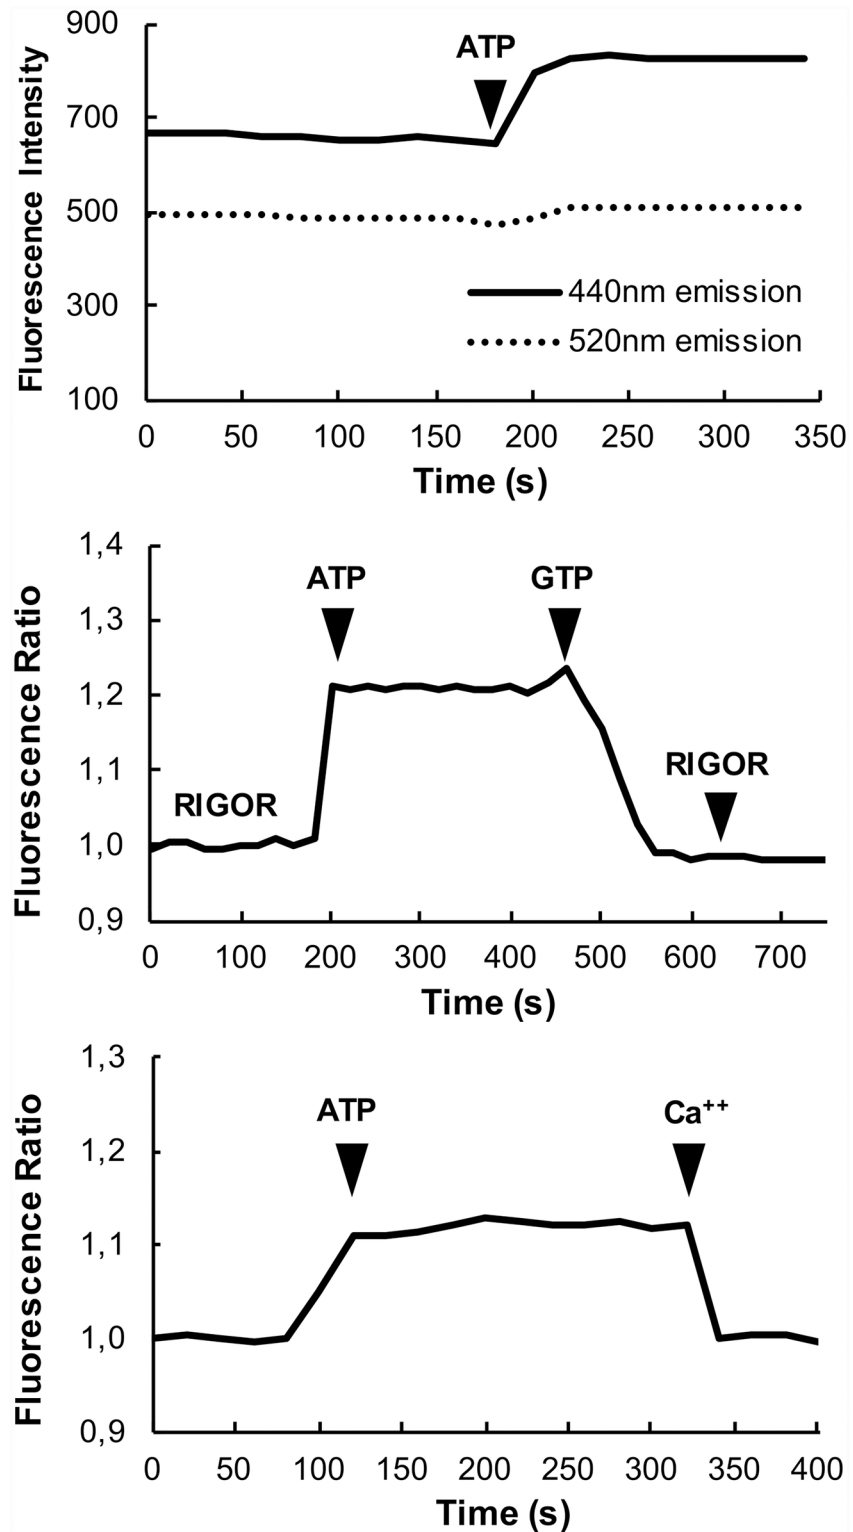 Fluorescence Intensity
900
700
500
300
100
ATP
440nm emission
520nm emission
0 50 100 150 200 250 300 350
Time (s)
Fluorescence Ratio
1,4
1,3
1,2
1,1
1,0
0,9
ATP GTP
RIGOR
RIGOR
0 100 200 300 400 500 600 700
Time (s)
Fluorescence Ratio
1,3
1,2
1,1
1,0
0,9
ATP Ca⁺⁺
0 50 100 150 200 250 300 350 400
Time (s)